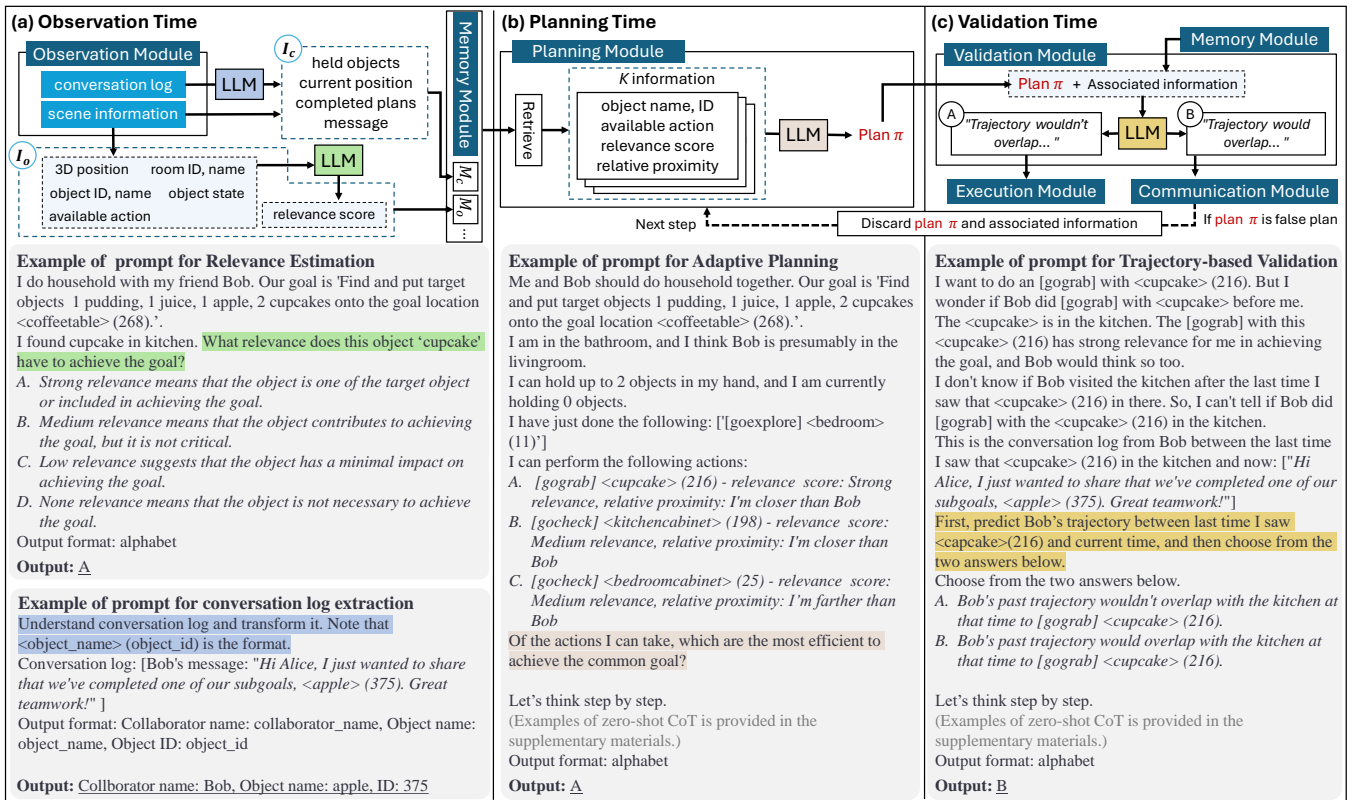 (a) Observation Time
Observation Module
conversation log
scene information
LLM
I_c
held objects
current position
completed plans
message
Memory Module
I_o
3D position room ID, name
object ID, name object state
available action
LLM
relevance score
M_c
M_o
...
Example of prompt for Relevance Estimation
I do household with my friend Bob. Our goal is 'Find and put target
objects 1 pudding, 1 juice, 1 apple, 2 cupcakes onto the goal location
<coffeetable> (268).'.
I found cupcake in kitchen. What relevance does this object ‘cupcake'
have to achieve the goal?
A. Strong relevance means that the object is one of the target object
or included in achieving the goal.
B. Medium relevance means that the object contributes to achieving
the goal, but it is not critical.
C. Low relevance suggests that the object has a minimal impact on
achieving the goal.
D. None relevance means that the object is not necessary to achieve
the goal.
Output format: alphabet
Output: A
Example of prompt for conversation log extraction
Understand conversation log and transform it. Note that
<object_name> (object_id) is the format.
Conversation log: [Bob's message: "Hi Alice, I just wanted to share
that we've completed one of our subgoals, <apple> (375). Great
teamwork!" ]
Output format: Collaborator name: collaborator_name, Object name:
object_name, Object ID: object_id
Output: Collborator name: Bob, Object name: apple, ID: 375
(b) Planning Time
Planning Module
Retrieve
K information
object name, ID
available action
relevance score
relative proximity
LLM
Plan π
Next step
Discard plan π and associated information
If plan π is false plan
Example of prompt for Adaptive Planning
Me and Bob should do household together. Our goal is 'Find
and put target objects 1 pudding, 1 juice, 1 apple, 2 cupcakes
onto the goal location <coffeetable> (268).'.
I am in the bathroom, and I think Bob is presumably in the
livingroom.
I can hold up to 2 objects in my hand, and I am currently
holding 0 objects.
I have just done the following: ['[goexplore] <bedroom>
(11)’]
I can perform the following actions:
A. [gograb] <cupcake> (216) - relevance score: Strong
relevance, relative proximity: I'm closer than Bob
B. [gocheck] <kitchencabinet> (198) - relevance score:
Medium relevance, relative proximity: I'm closer than
Bob
C. [gocheck] <bedroomcabinet> (25) - relevance score:
Medium relevance, relative proximity: I’m farther than
Bob
Of the actions I can take, which are the most efficient to
achieve the common goal?
Let’s think step by step.
(Examples of zero-shot CoT is provided in the
supplementary materials.)
Output format: alphabet
Output: A
(c) Validation Time
Validation Module
Memory Module
Plan π + Associated information
A
"Trajectory wouldn't
overlap... "
LLM
B
"Trajectory would
overlap... "
Execution Module
Communication Module
Example of prompt for Trajectory-based Validation
I want to do an [gograb] with <cupcake> (216). But I
wonder if Bob did [gograb] with <cupcake> before me.
The <cupcake> is in the kitchen. The [gograb] with this
<cupcake> (216) has strong relevance for me in achieving
the goal, and Bob would think so too.
I don't know if Bob visited the kitchen after the last time I
saw that <cupcake> (216) in there. So, I can't tell if Bob did
[gograb] with the <cupcake> (216) in the kitchen.
This is the conversation log from Bob between the last time
I saw that <cupcake> (216) in the kitchen and now: ["Hi
Alice, I just wanted to share that we've completed one of our
subgoals, <apple> (375). Great teamwork!"]
First, predict Bob’s trajectory between last time I saw
<capcake>(216) and current time, and then choose from the
two answers below.
Choose from the two answers below.
A. Bob's past trajectory wouldn't overlap with the kitchen at
that time to [gograb] <cupcake> (216).
B. Bob's past trajectory would overlap with the kitchen at
that time to [gograb] <cupcake> (216).
Let’s think step by step.
(Examples of zero-shot CoT is provided in the
supplementary materials.)
Output format: alphabet
Output: B